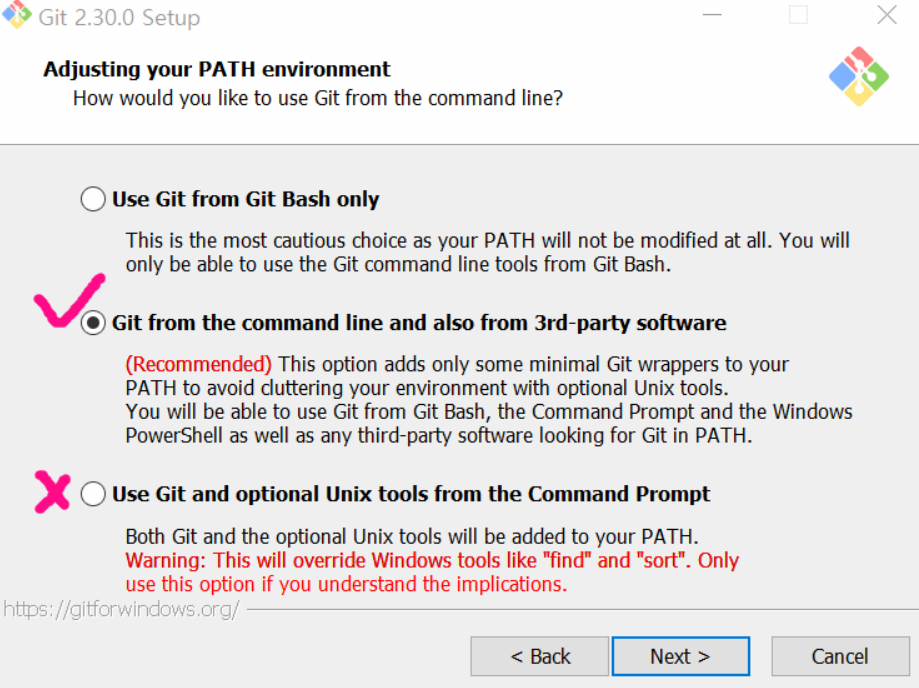 Git 2.30.0 Setup
Adjusting your PATH environment
How would you like to use Git from the command line?
Use Git from Git Bash only
This is the most cautious choice as your PATH will not be modified at all. You will
only be able to use the Git command line tools from Git Bash.
Git from the command line and also from 3rd-party software
(Recommended) This option adds only some minimal Git wrappers to your
PATH to avoid cluttering your environment with optional Unix tools.
You will be able to use Git from Git Bash, the Command Prompt and the Windows
PowerShell as well as any third-party software looking for Git in PATH.
Use Git and optional Unix tools from the Command Prompt
Both Git and the optional Unix tools will be added to your PATH.
Warning: This will override Windows tools like "find" and "sort". Only
use this option if you understand the implications.
https://gitforwindows.org/
< Back
Next >
Cancel